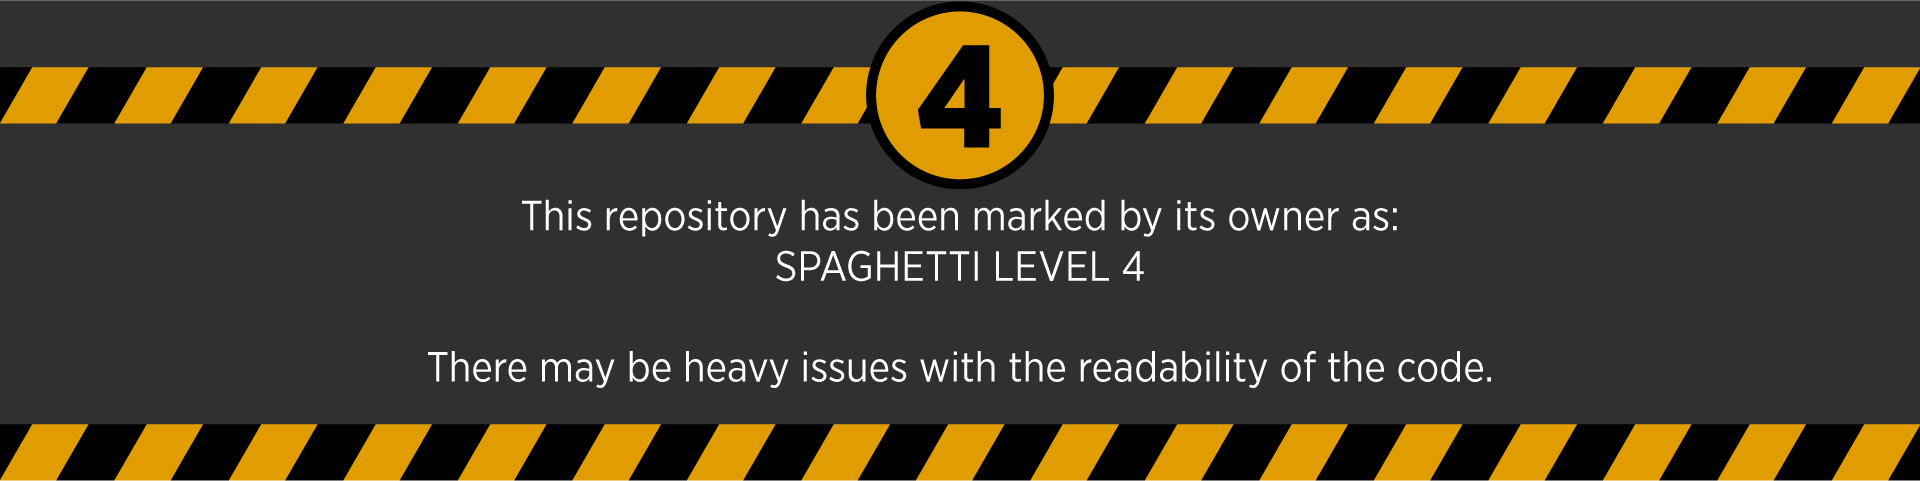 4
This repository has been marked by its owner as:
SPAGHETTI LEVEL 4
There may be heavy issues with the readability of the code.